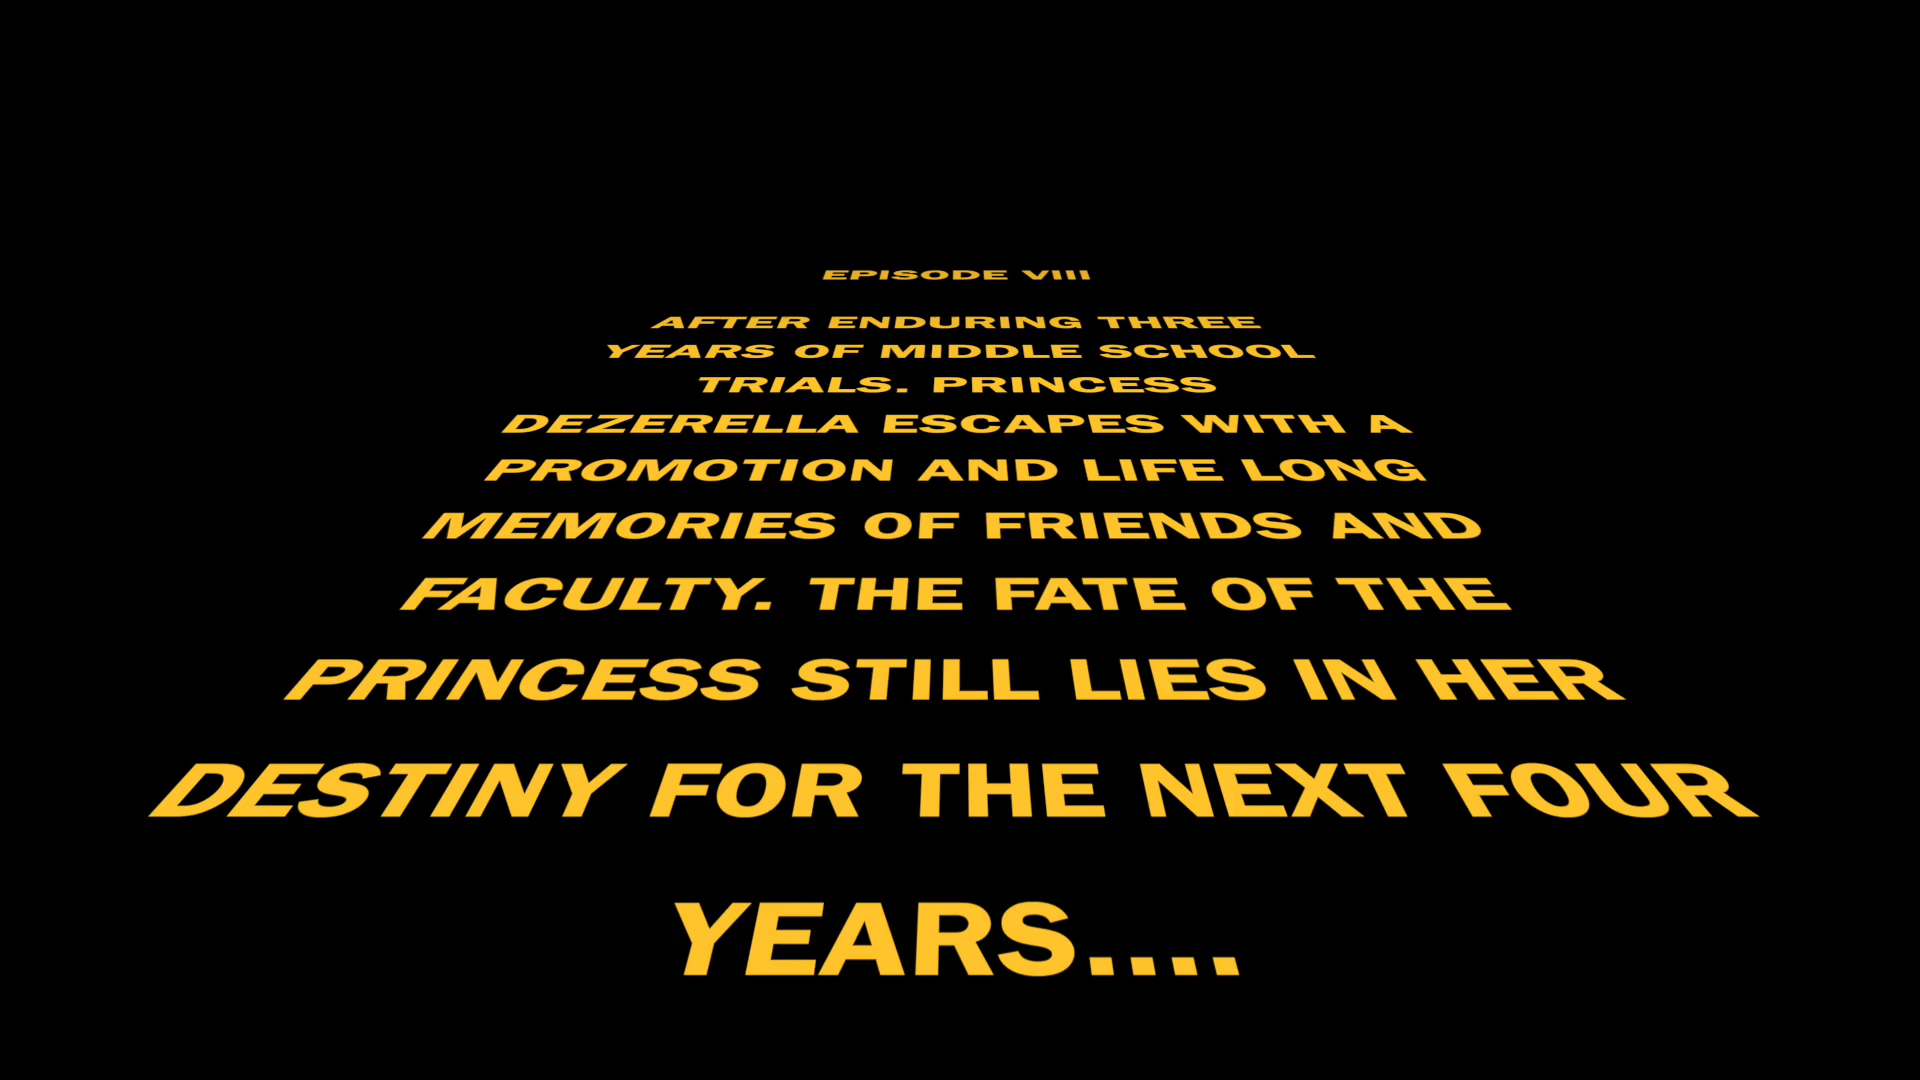 EPISODE VIII
AFTER ENDURING THREE
YEARS OF MIDDLE SCHOOL
TRIALS. PRINCESS
DEZERELLA ESCAPES WITH A
PROMOTION AND LIFE LONG
MEMORIES OF FRIENDS AND
FACULTY. THE FATE OF THE
PRINCESS STILL LIES IN HER
DESTINY FOR THE NEXT FOUR
YEARS....